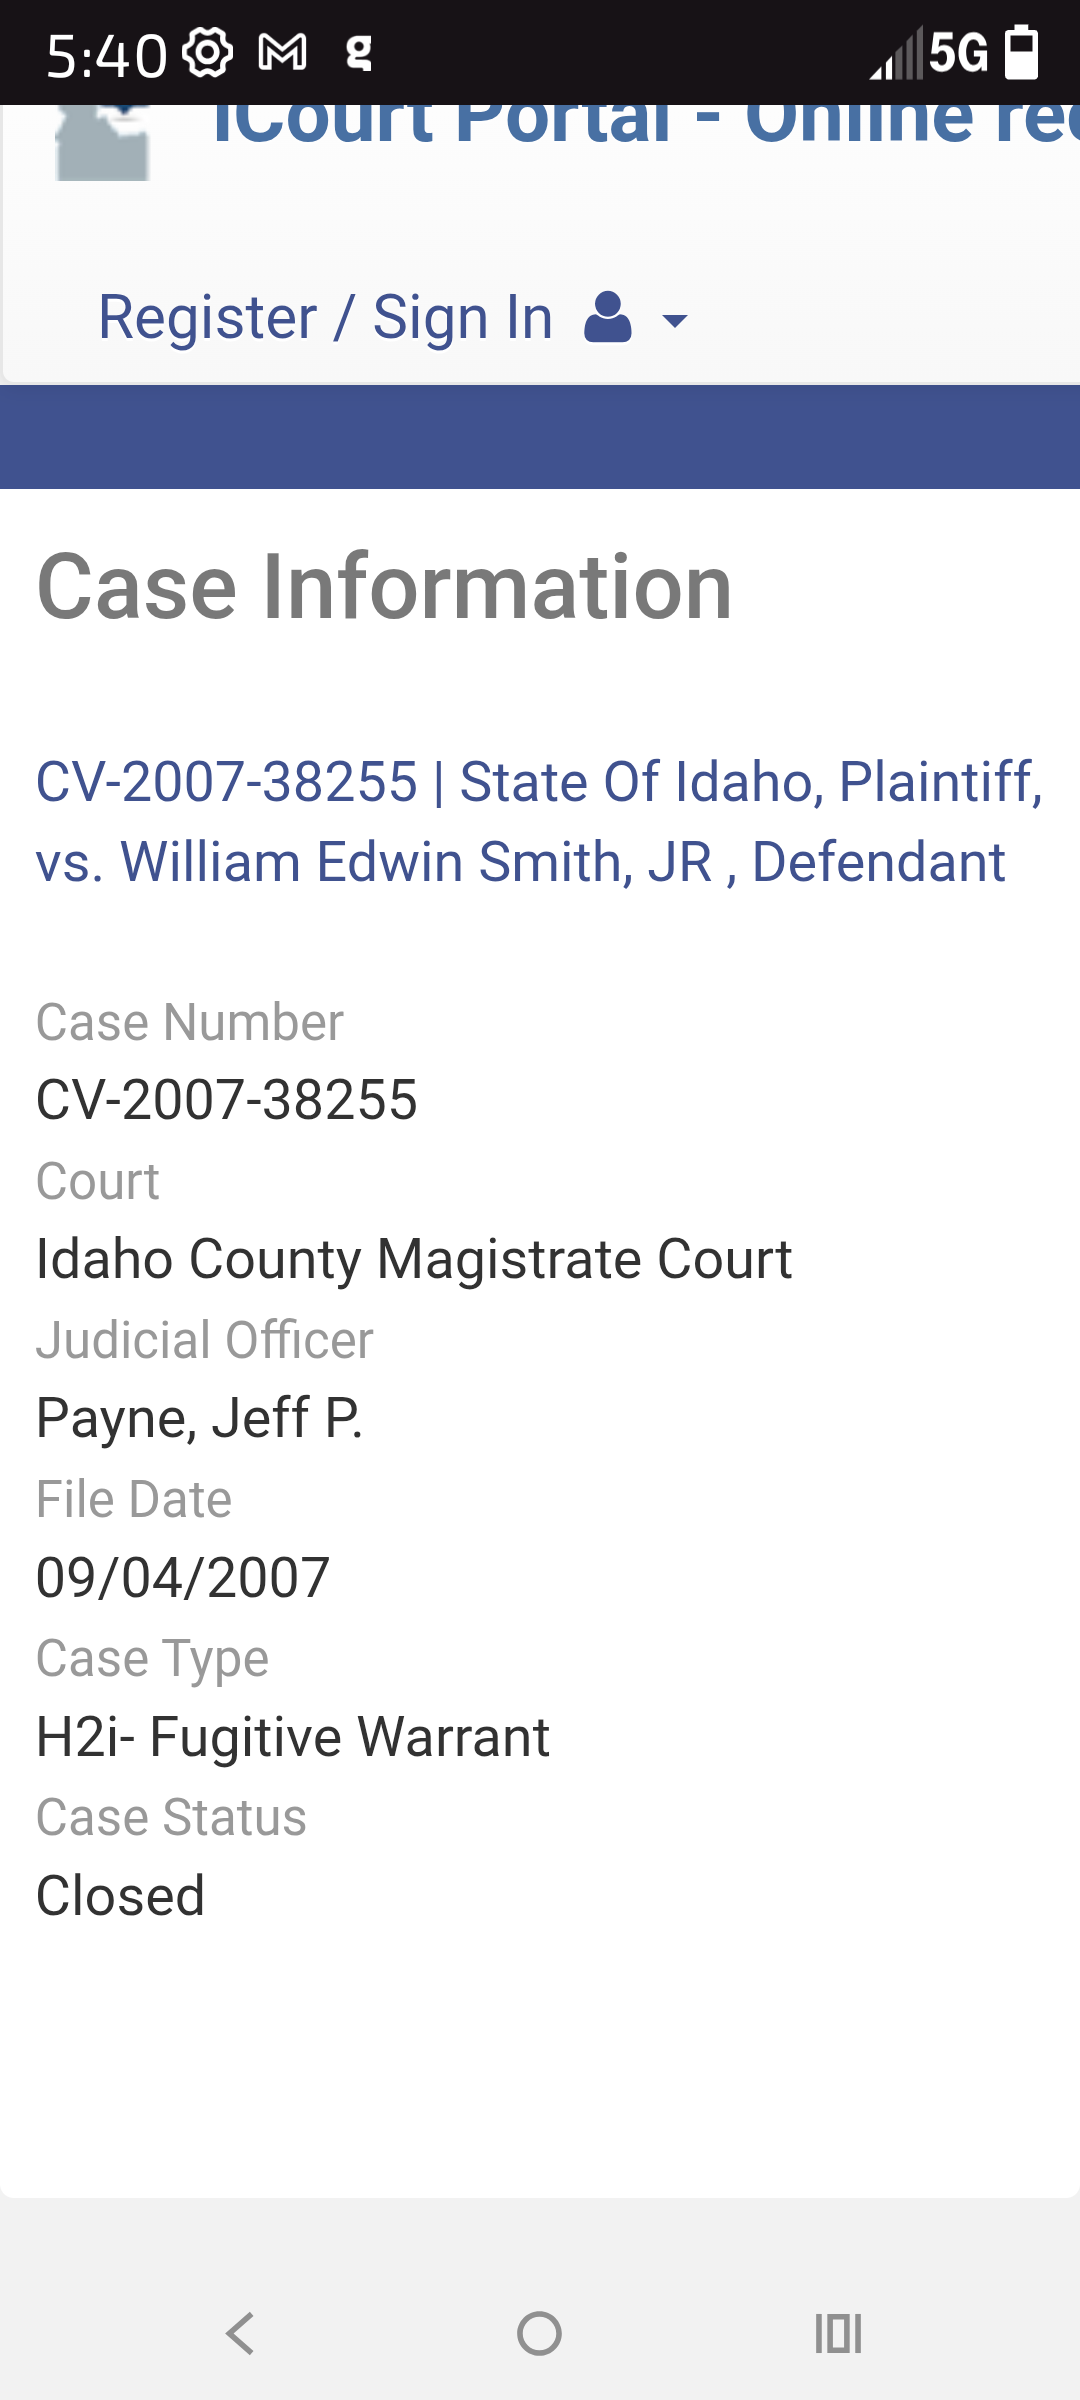 5:40 g 5G
iCourt Portal - Online rec
Register / Sign In
Case Information
CV-2007-38255 | State Of Idaho, Plaintiff,
vs. William Edwin Smith, JR , Defendant
Case Number
CV-2007-38255
Court
Idaho County Magistrate Court
Judicial Officer
Payne, Jeff P.
File Date
09/04/2007
Case Type
H2i- Fugitive Warrant
Case Status
Closed